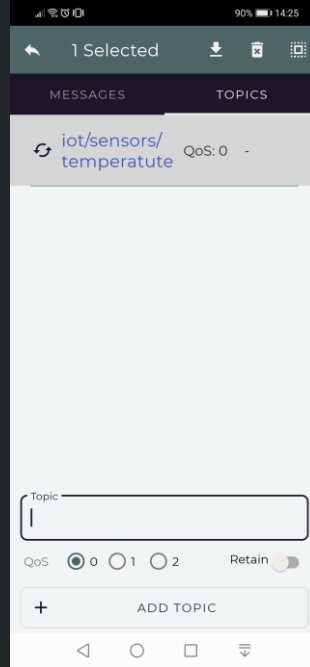 90% 14:25
1 Selected
MESSAGES TOPICS
iot/sensors/
temperatute QoS: 0 -
Topic
QoS 0 1 2 Retain
+ ADD TOPIC